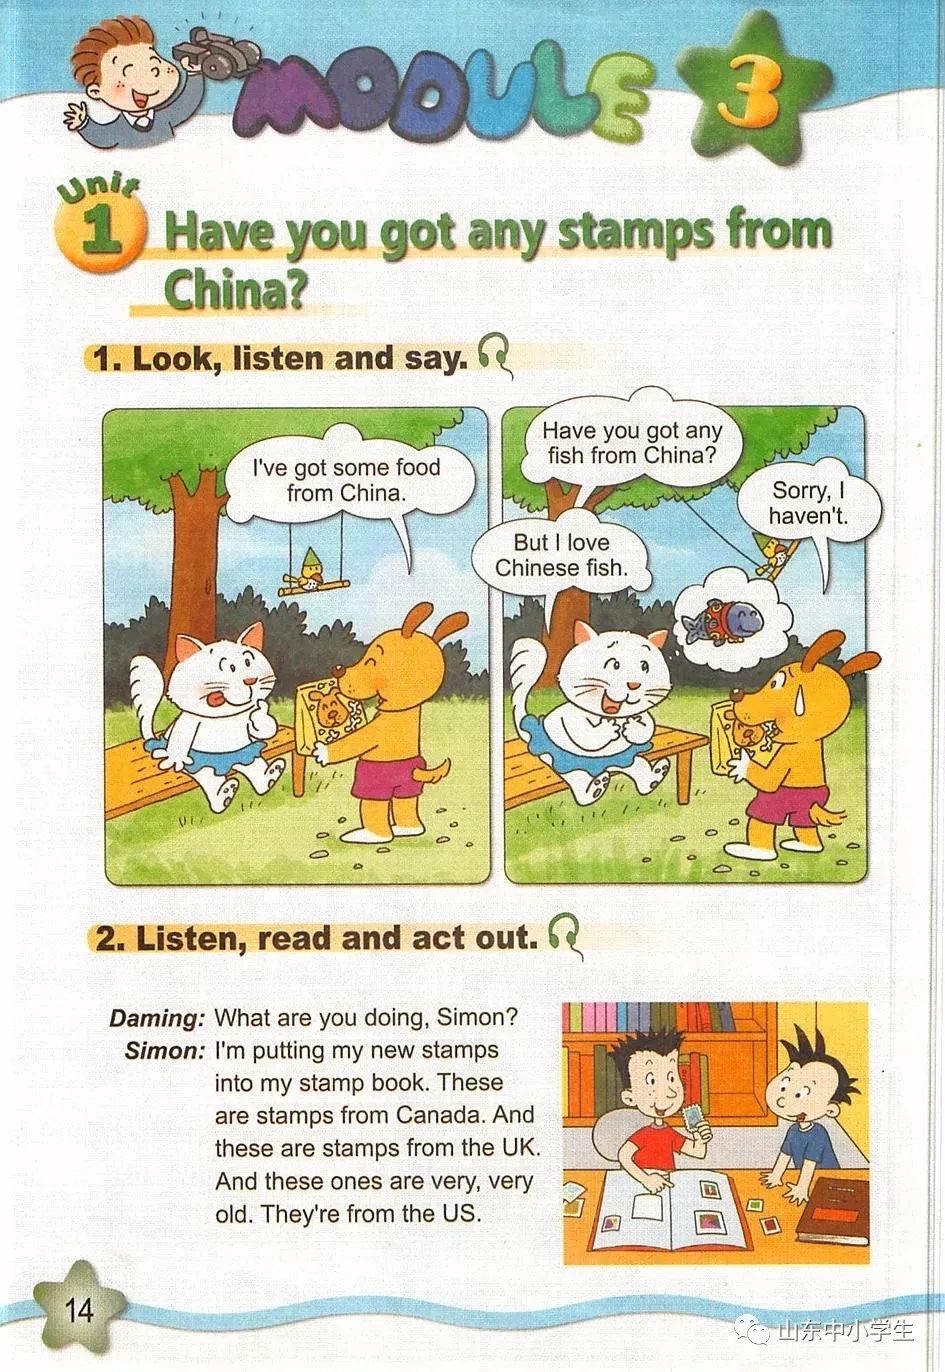 MODULE 3
Unit 1
Have you got any stamps from
China?
1. Look, listen and say.
I've got some food
from China.
Have you got any
fish from China?
But I love
Chinese fish.
Sorry, I
haven't.
2. Listen, read and act out.
Daming: What are you doing, Simon?
Simon: I'm putting my new stamps
into my stamp book. These
are stamps from Canada. And
these are stamps from the UK.
And these ones are very, very
old. They're from the US.
14
山东中小学生